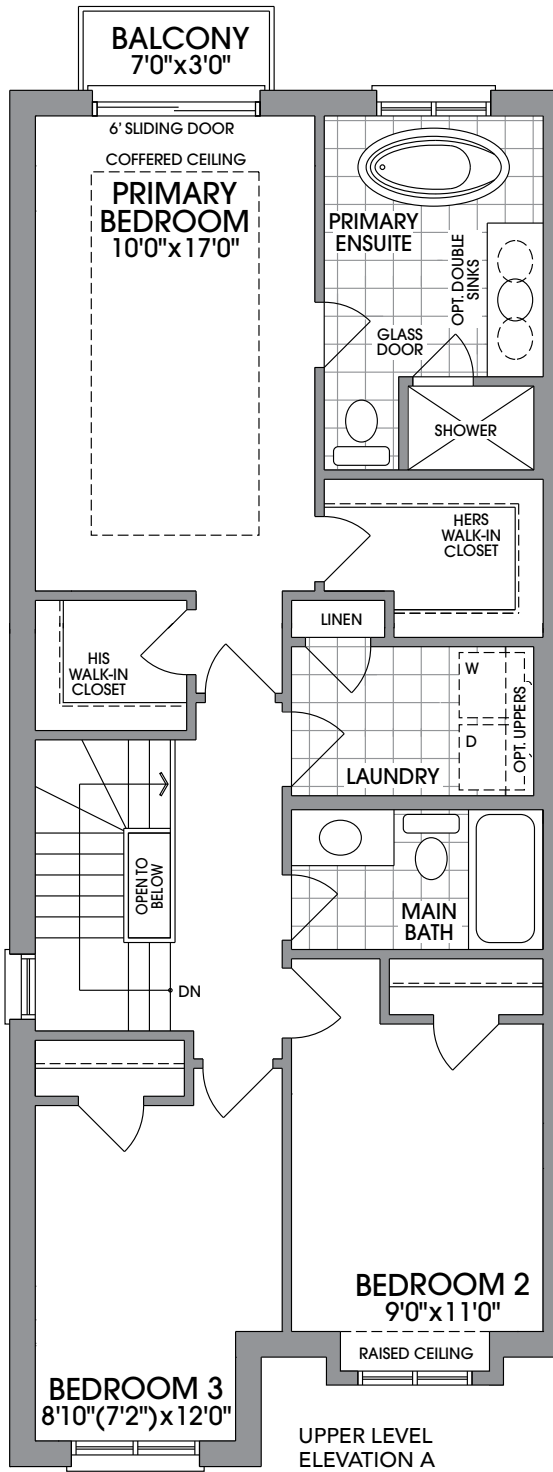 BALCONY
7'0"x3'0"
6' SLIDING DOOR
COFFERED CEILING
PRIMARY
BEDROOM
10'0"x17'0"
PRIMARY
ENSUITE
OPT. DOUBLE
SINKS
GLASS
DOOR
SHOWER
HERS
WALK-IN
CLOSET
LINEN
HIS
WALK-IN
CLOSET
W
D
OPT. UPPERS
LAUNDRY
OPEN TO
BELOW
MAIN
BATH
DN
BEDROOM 2
9'0"x11'0"
RAISED CEILING
BEDROOM 3
8'10"(7'2")x12'0"
UPPER LEVEL
ELEVATION A